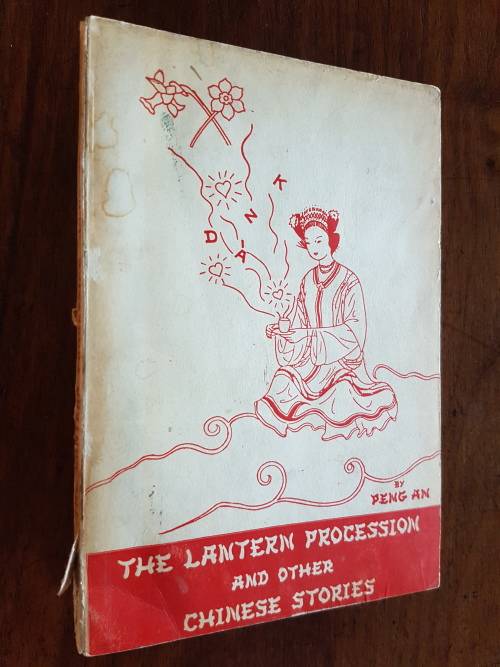 D A N K
BY
PENG AN
THE LANTERN PROCESSION
AND OTHER
CHINESE STORIES